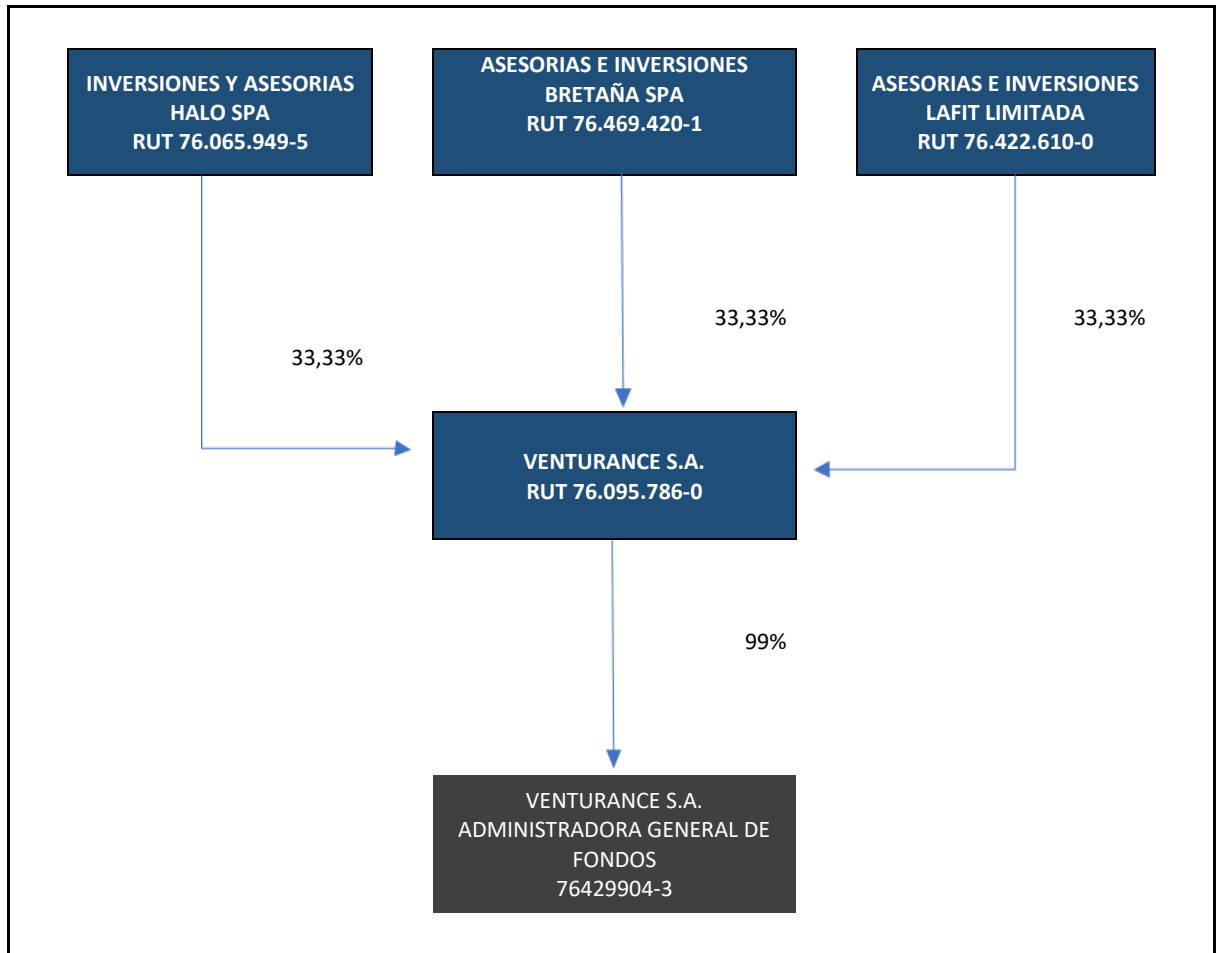 INVERSIONES Y ASESORIAS
HALO SPA
RUT 76.065.949-5
ASESORIAS E INVERSIONES
BRETAÑA SPA
RUT 76.469.420-1
ASESORIAS E INVERSIONES
LAFIT LIMITADA
RUT 76.422.610-0
33,33%
33,33%
33,33%
VENTURANCE S.A.
RUT 76.095.786-0
99%
VENTURANCE S.A.
ADMINISTRADORA GENERAL DE
FONDOS
76429904-3